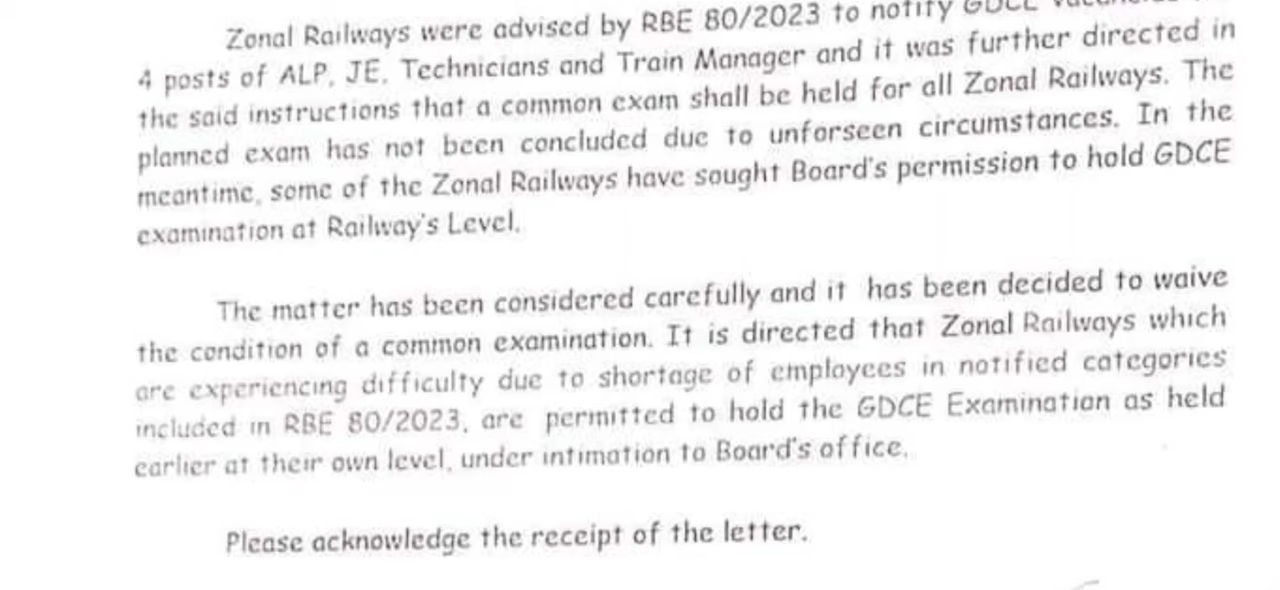 Zonal Railways were advised by RBE 80/2023 to notify GDCE
4 posts of ALP, JE, Technicians and Train Manager and it was further directed in
the said instructions that a common exam shall be held for all Zonal Railways. The
planned exam has not been concluded due to unforseen circumstances. In the
meantime, some of the Zonal Railways have sought Board's permission to hold GDCE
examination at Railway's Level.
The matter has been considered carefully and it has been decided to waive
the condition of a common examination. It is directed that Zonal Railways which
are experiencing difficulty due to shortage of employees in notified categories
included in RBE 80/2023, are permitted to hold the GDCE Examination as held
earlier at their own level, under intimation to Board's office.
Please acknowledge the receipt of the letter.